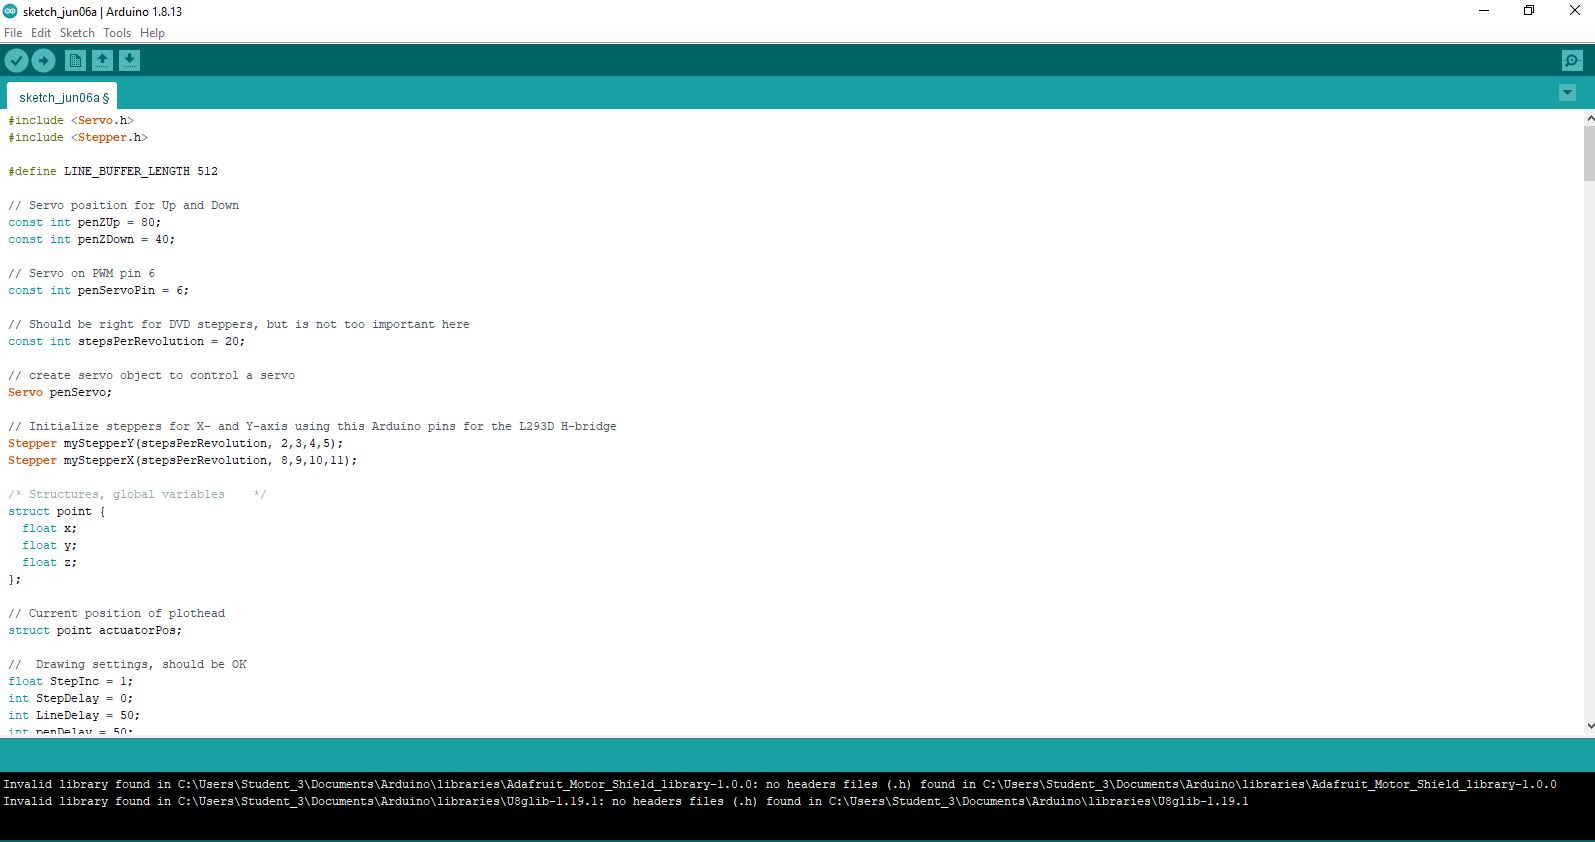 sketch_jun06a | Arduino 1.8.13
File Edit Sketch Tools Help
sketch_jun06a §
#include <Servo.h>
#include <Stepper.h>
#define LINE_BUFFER_LENGTH 512
// Servo position for Up and Down
const int penZUp = 80;
const int penZDown = 40;
// Servo on PWM pin 6
const int penServoPin = 6;
// Should be right for DVD steppers, but is not too important here
const int stepsPerRevolution = 20;
// create servo object to control a servo
Servo penServo;
// Initialize steppers for X- and Y-axis using this Arduino pins for the L293D H-bridge
Stepper myStepperY(stepsPerRevolution, 2,3,4,5);
Stepper myStepperX(stepsPerRevolution, 8,9,10,11);
/* Structures, global variables    */
struct point {
  float x;
  float y;
  float z;
};
// Current position of plothead
struct point actuatorPos;
//  Drawing settings, should be OK
float StepInc = 1;
int StepDelay = 0;
int LineDelay = 50;
int penDelay = 50;
Invalid library found in C:\Users\Student_3\Documents\Arduino\libraries\Adafruit_Motor_Shield_library-1.0.0: no headers files (.h) found in C:\Users\Student_3\Documents\Arduino\libraries\Adafruit_Motor_Shield_library-1.0.0
Invalid library found in C:\Users\Student_3\Documents\Arduino\libraries\U8glib-1.19.1: no headers files (.h) found in C:\Users\Student_3\Documents\Arduino\libraries\U8glib-1.19.1